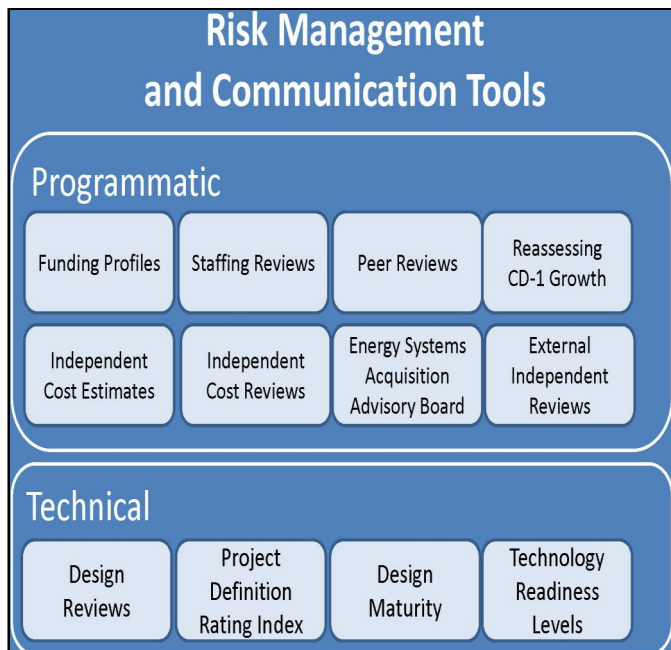 Risk Management
and Communication Tools
Programmatic
Funding Profiles
Staffing Reviews
Peer Reviews
Reassessing
CD-1 Growth
Independent
Cost Estimates
Independent
Cost Reviews
Energy Systems
Acquisition
Advisory Board
External
Independent
Reviews
Technical
Design
Reviews
Project
Definition
Rating Index
Design
Maturity
Technology
Readiness
Levels